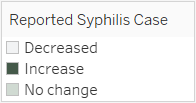 Reported Syphilis Case
Decreased
Increase
No change